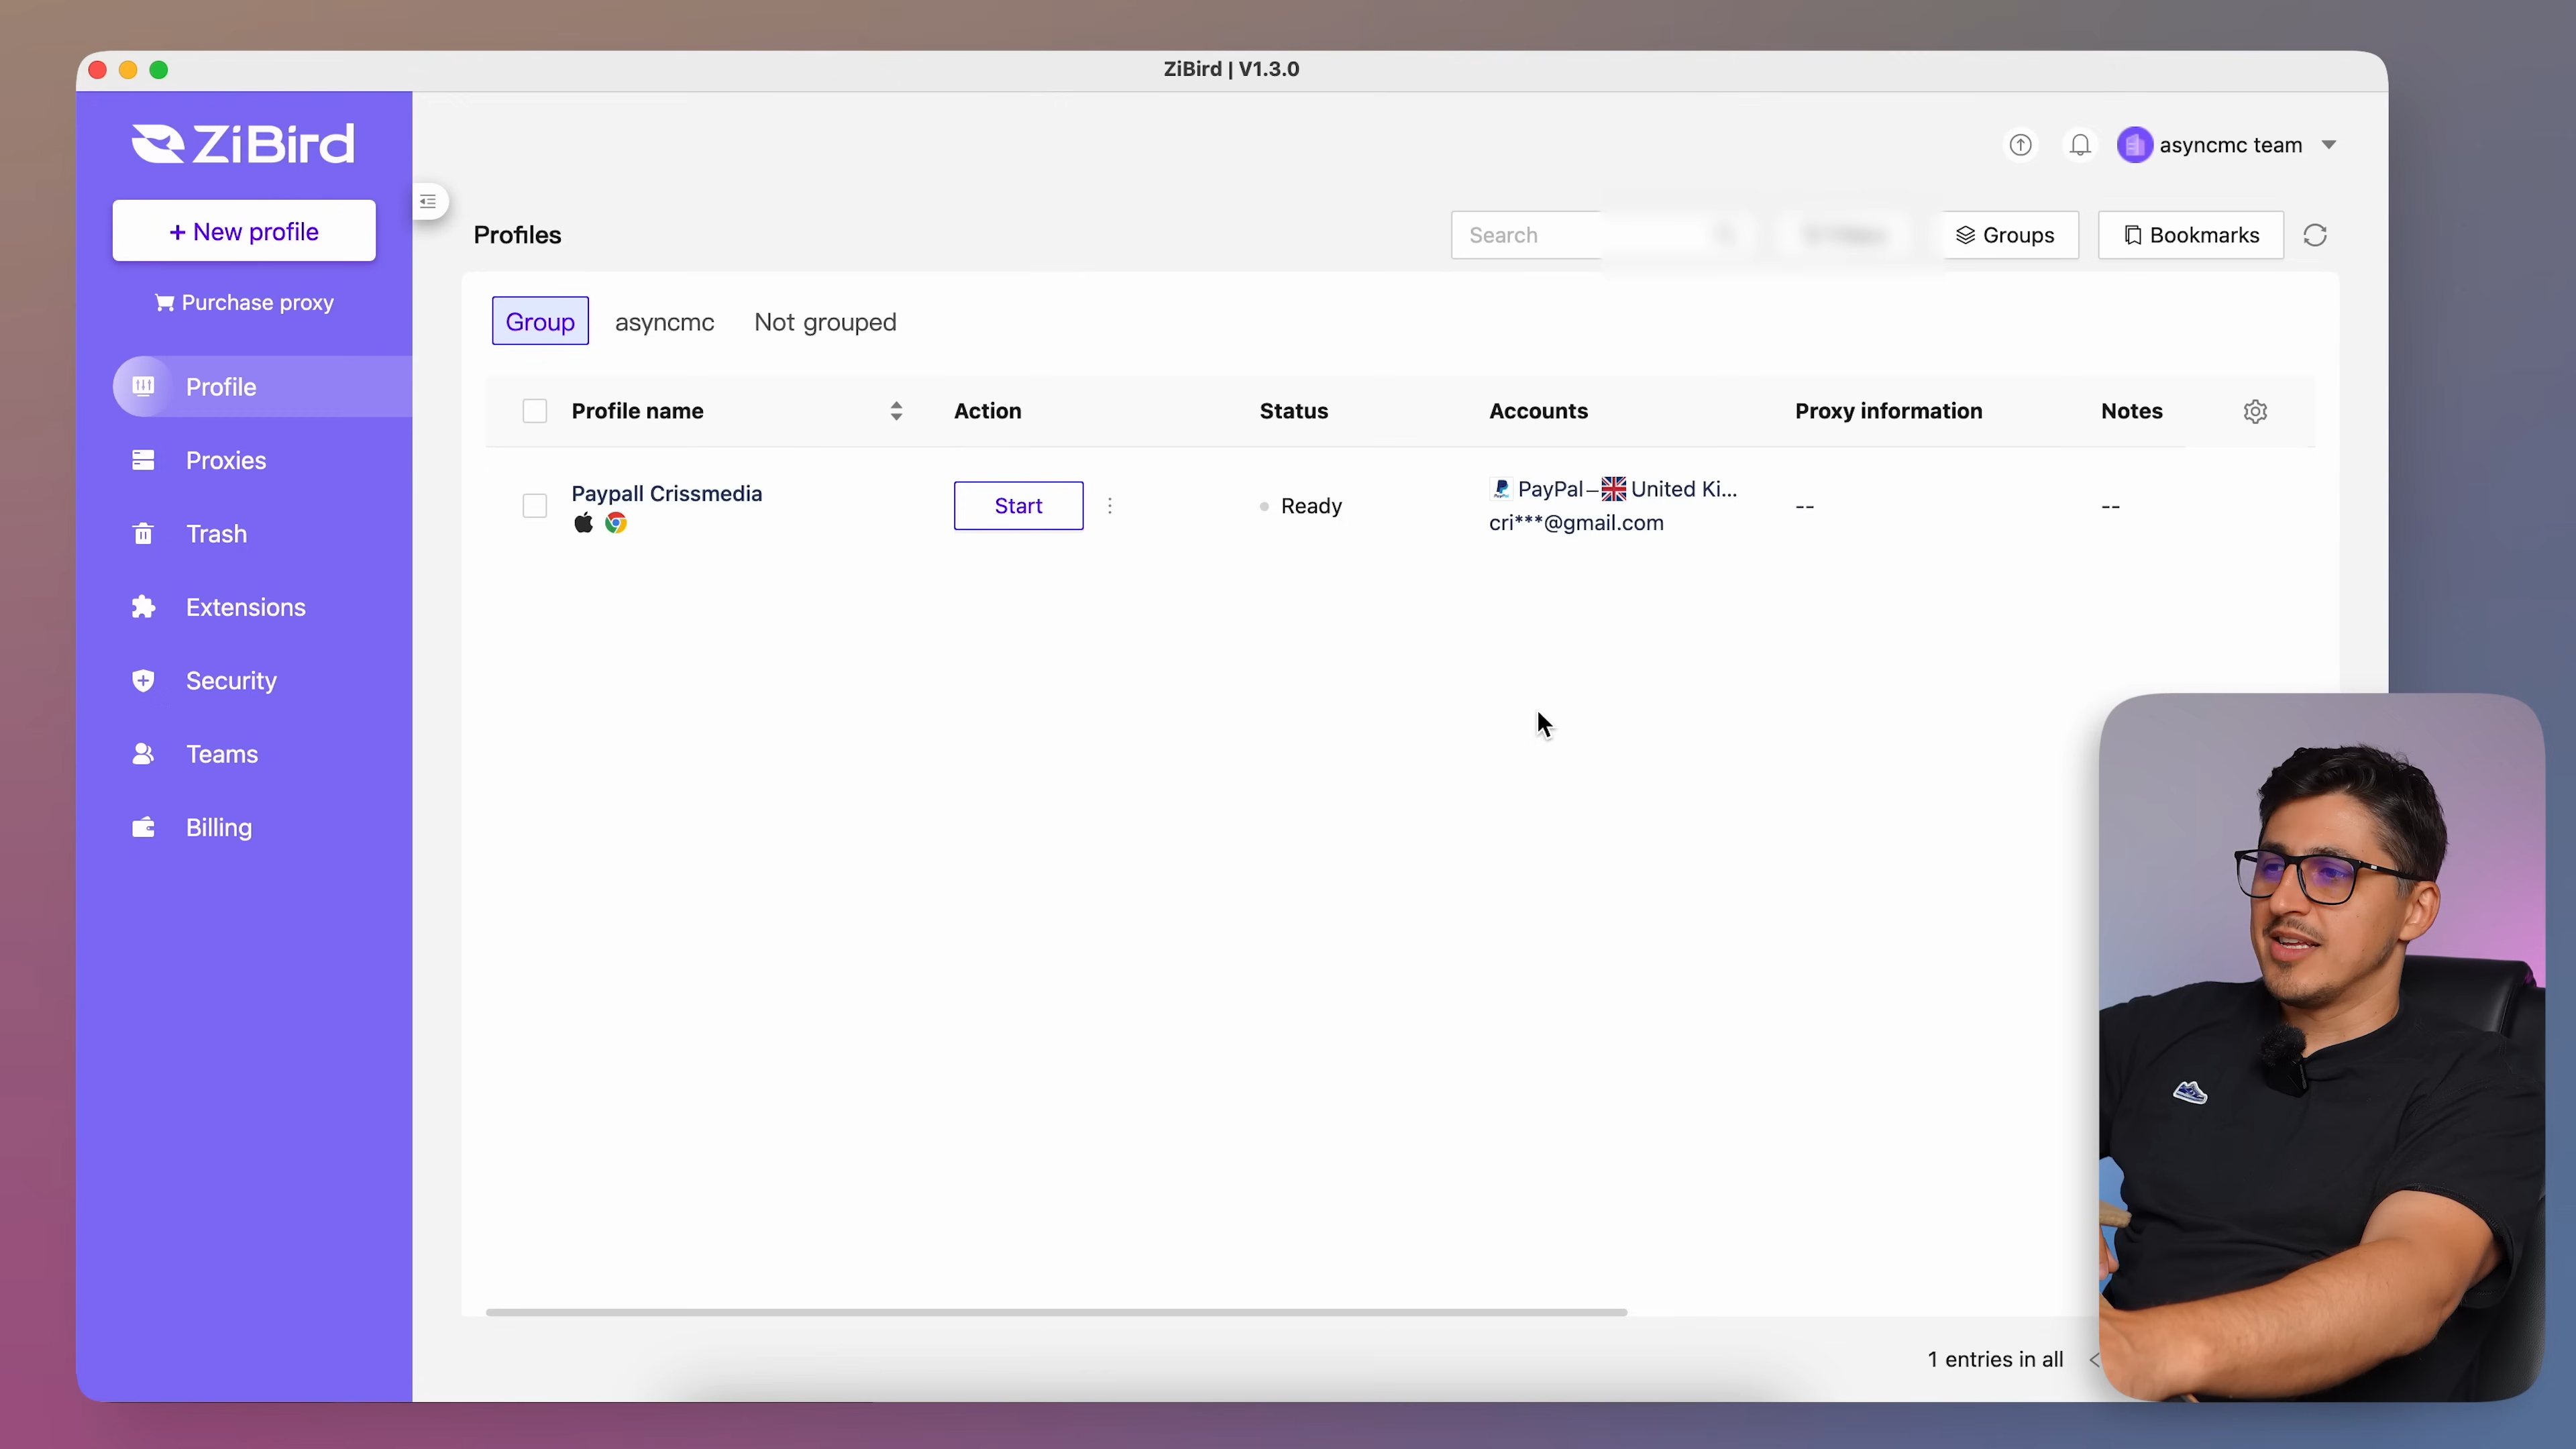 ZiBird | V1.3.0
ZiBird
asyncmc team
+ New profile
Purchase proxy
Profile
Proxies
Trash
Extensions
Security
Teams
Billing
Profiles
Search
Groups
Bookmarks
Group
asyncmc
Not grouped
Profile name
Action
Status
Accounts
Proxy information
Notes
Paypall Crissmedia
Start
Ready
PayPal – United Ki...
cri***@gmail.com
--
--
1 entries in all